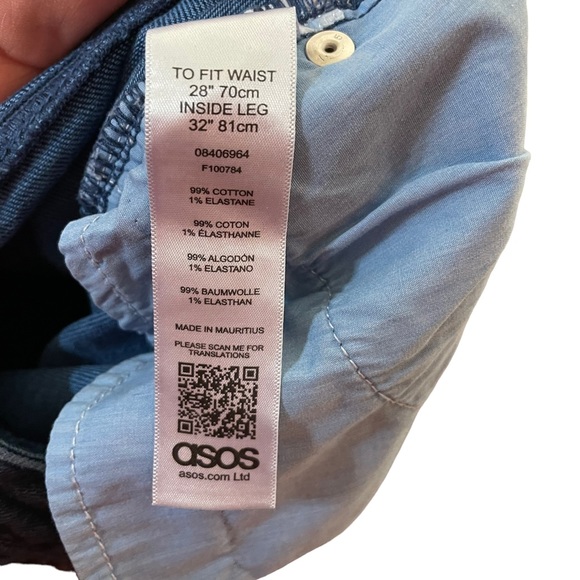 TO FIT WAIST
28" 70cm
INSIDE LEG
32" 81cm
08406964
F100784
99% COTTON
1% ELASTANE
99% COTON
1% ÉLASTHANNE
99% ALGODÓN
1% ELASTANO
99% BAUMWOLLE
1% ELASTHAN
MADE IN MAURITIUS
PLEASE SCAN ME FOR
TRANSLATIONS
asos
asos.com Ltd